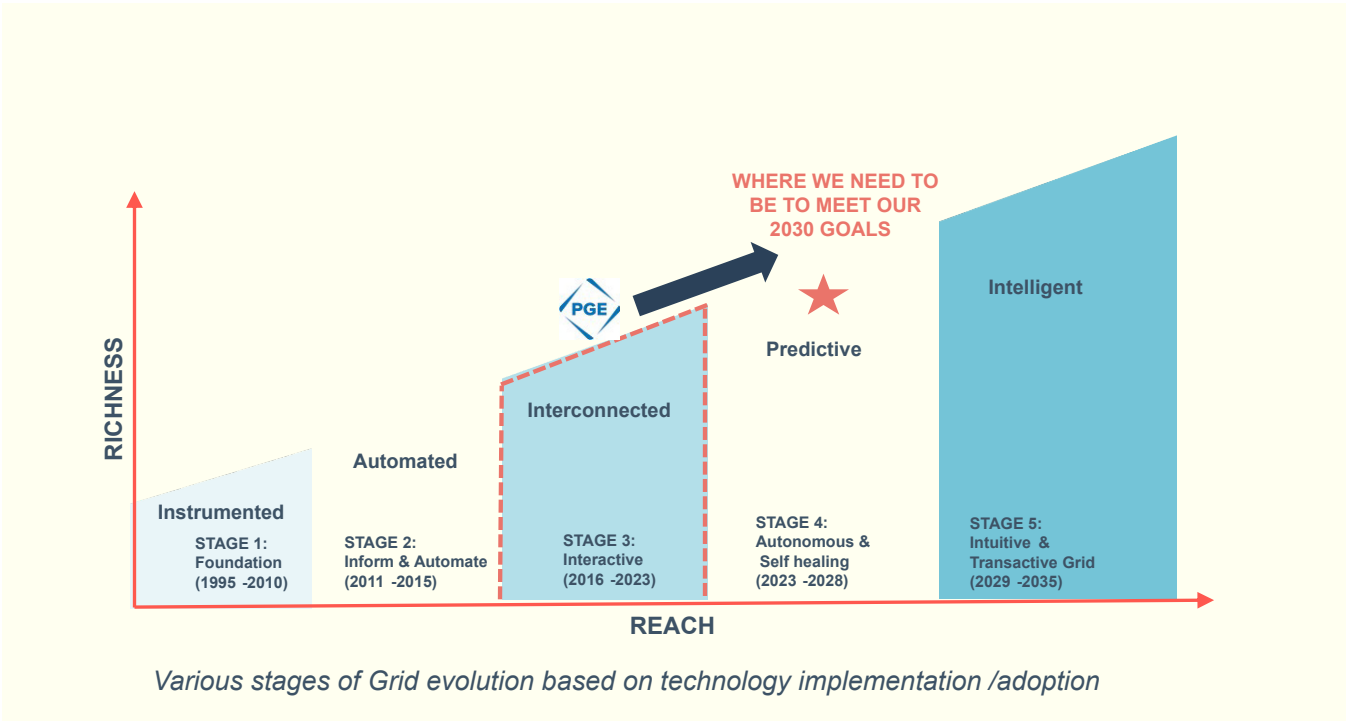 WHERE WE NEED TO
BE TO MEET OUR
2030 GOALS
PGE
Intelligent
Predictive
Interconnected
Automated
Instrumented
RICHNESS
STAGE 1:
Foundation
(1995 -2010)
STAGE 2:
Inform & Automate
(2011 -2015)
STAGE 3:
Interactive
(2016 -2023)
STAGE 4:
Autonomous &
Self healing
(2023 -2028)
STAGE 5:
Intuitive &
Transactive Grid
(2029 -2035)
REACH
Various stages of Grid evolution based on technology implementation /adoption